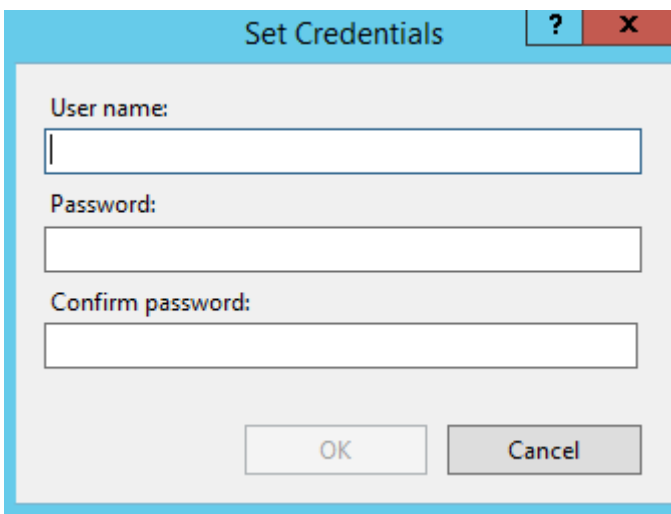 Set Credentials ? x
User name:
Password:
Confirm password:
OK Cancel